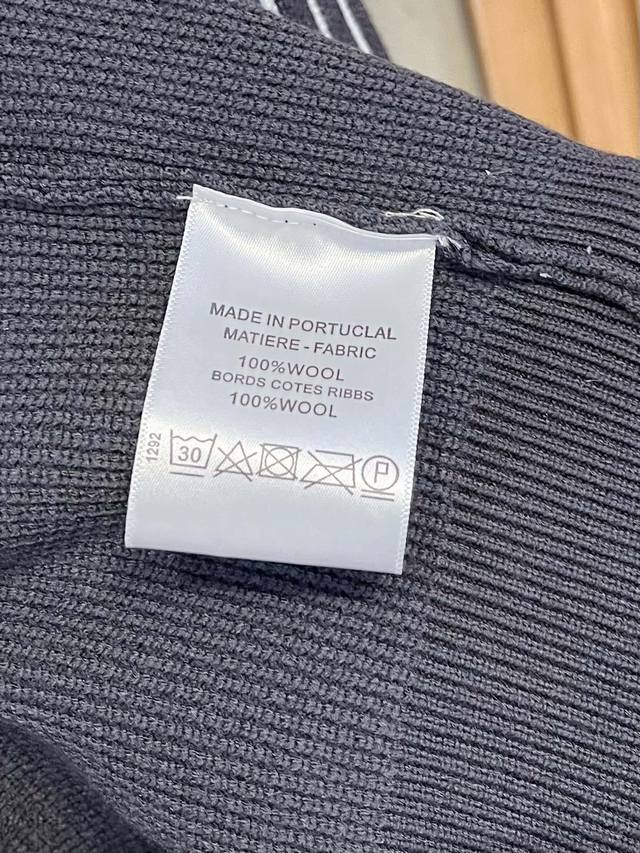 MADE IN PORTUCLAL
MATIERE - FABRIC
100%WOOL
BORDS COTES RIBBS
100%WOOL
1292
30
P